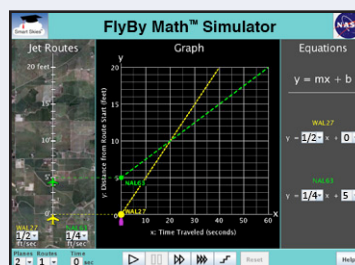 Smart Skies
FlyBy Math™ Simulator
NASA
Jet Routes
Graph
Equations
20 feet
15
10
5
0
WAL27
NAL63
1/2
1/4
ft/sec
ft/sec
y
y: Distance from Route Start (feet)
20
15
10
5
0
NAL63
WAL27
x
0 10 20 30 40 50 60
x: Time Traveled (seconds)
y = mx + b
WAL27
y = 1/2 x + 0
NAL63
y = 1/4 x + 5
Planes Routes Time
2 1 0 sec
Reset
Help